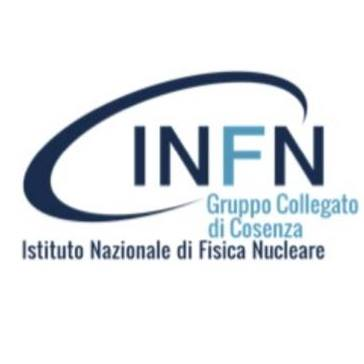 INFN
Gruppo Collegato
di Cosenza
Istituto Nazionale di Fisica Nucleare